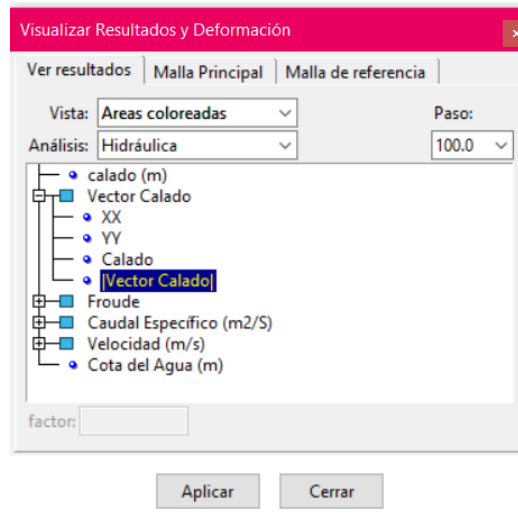 Visualizar Resultados y Deformación
Ver resultados Malla Principal Malla de referencia
Vista: Areas coloreadas Paso:
Análisis: Hidráulica 100.0
calado (m)
Vector Calado
XX
YY
Calado
|Vector Calado|
Froude
Caudal Específico (m2/S)
Velocidad (m/s)
Cota del Agua (m)
factor:
Aplicar Cerrar